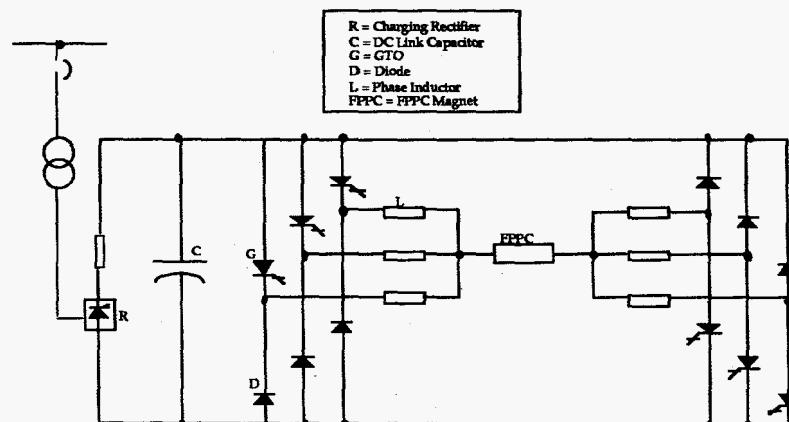 R = Charging Rectifier
C = DC Link Capacitor
G = GTO
D = Diode
L = Phase Inductor
FPPC = FPPC Magnet
L
FPPC
C
G
R
D